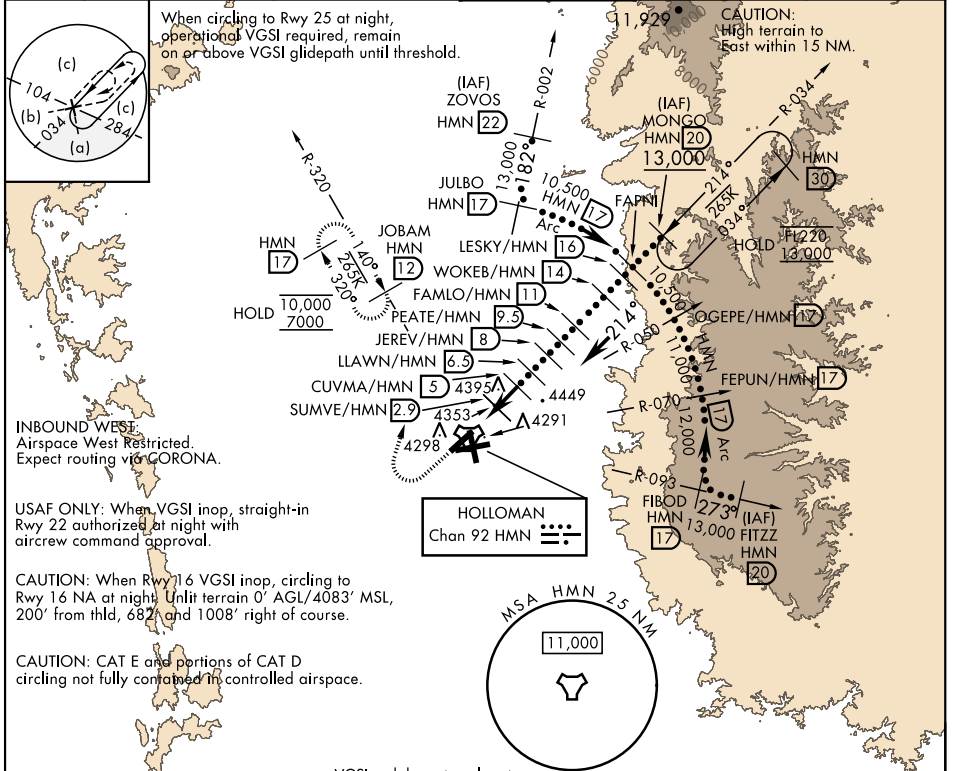 When circling to Rwy 25 at night,
operational VGSI required, remain
on or above VGSI glidepath until threshold.
(c)
104
(b)
034
(c)
284
(a)
11,929
CAUTION:
High terrain to
East within 15 NM.
(IAF)
ZOVOS
HMN 22
R-002
13,000
182°
(IAF)
MONGO
HMN 20
13,000
R-034
214°
265K
034°
HMN
30
HOLD
FL220
13,000
R-320
JULBO
HMN 17
10,500
HMN 17
Arc
FAPNI
HMN
17
140°
265K
320°
JOBAM
HMN
12
HOLD
10,000
7000
LESKY/HMN 16
WOKEB/HMN 14
FAMLO/HMN 11
PEATE/HMN 9.5
JEREV/HMN 8
LLAWN/HMN 6.5
CUVMA/HMN 5
SUMVE/HMN 2.9
4395
4353
4298
4449
4291
214°
R-050
10,500
OGEPE/HMN 17
11,000
HMN
17
Arc
FEPUN/HMN 17
R-070
12,000
R-093
FIBOD
HMN
17
273°
13,000
(IAF)
FITZZ
HMN
20
INBOUND WEST:
Airspace West Restricted.
Expect routing via CORONA.
HOLLOMAN
Chan 92 HMN
USAF ONLY: When VGSI inop, straight-in
Rwy 22 authorized at night with
aircrew command approval.
CAUTION: When Rwy 16 VGSI inop, circling to
Rwy 16 NA at night. Unlit terrain 0' AGL/4083' MSL,
200' from thld, 682' and 1008' right of course.
CAUTION: CAT E and portions of CAT D
circling not fully contained in controlled airspace.
MSA HMN 25 NM
11,000